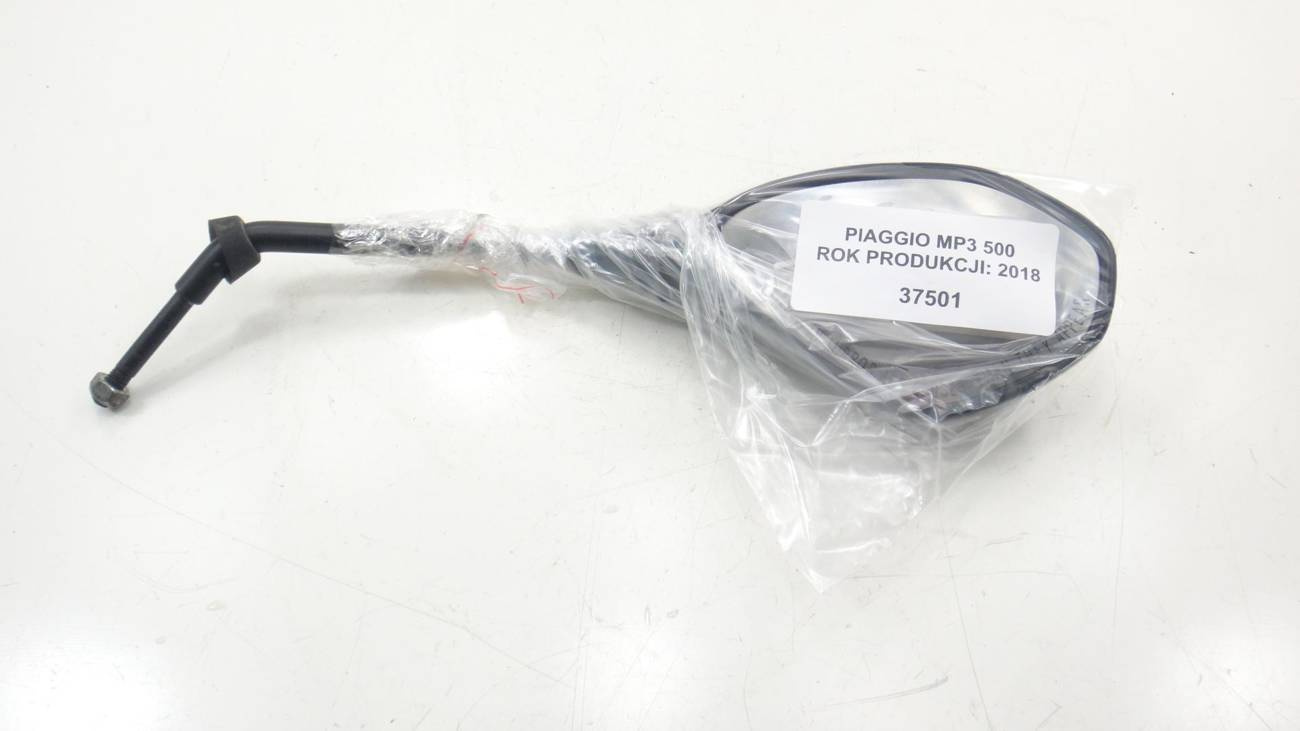 PIAGGIO MP3 500
ROK PRODUKCJI: 2018
37501